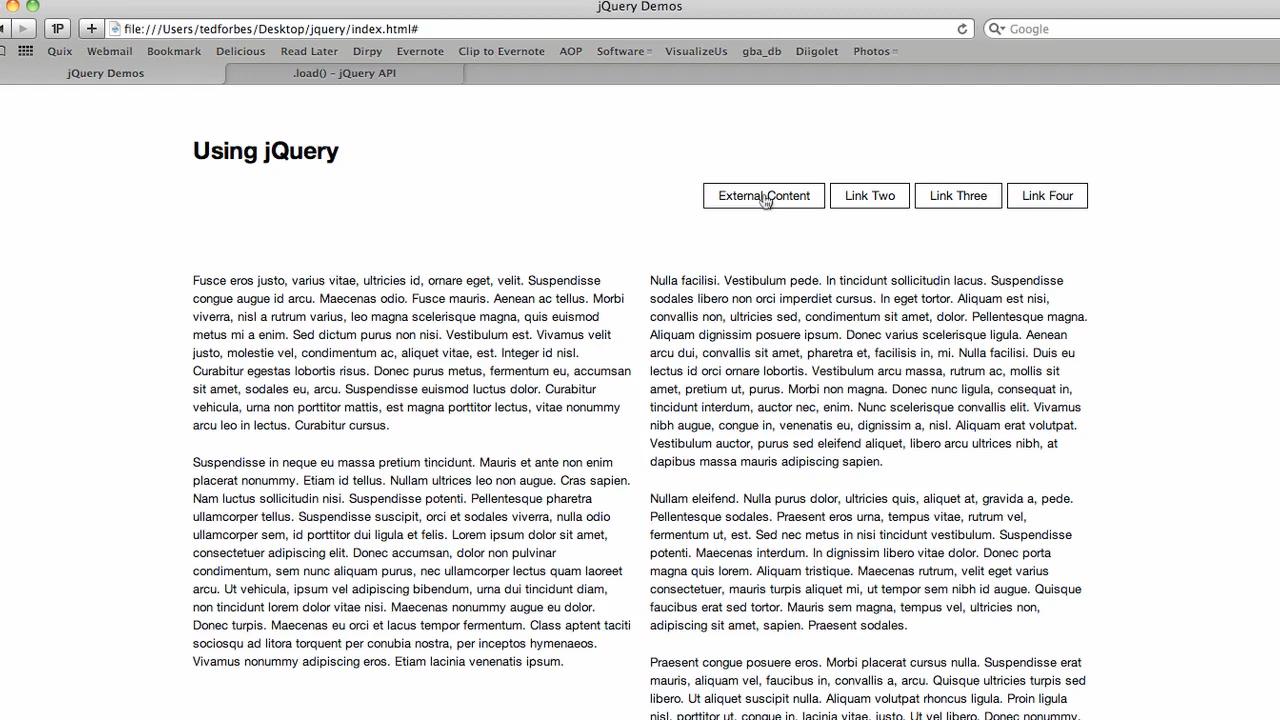 jQuery Demos
1P
+
file:///Users/tedforbes/Desktop/jquery/index.html#
Google
Quix Webmail Bookmark Delicious Read Later Dirpy Evernote Clip to Evernote AOP Software VisualizeUs gba_db Diigolet Photos
jQuery Demos
.load() – jQuery API
Using jQuery
External Content
Link Two
Link Three
Link Four
Fusce eros justo, varius vitae, ultricies id, ornare eget, velit. Suspendisse
congue augue id arcu. Maecenas odio. Fusce mauris. Aenean ac tellus. Morbi
viverra, nisl a rutrum varius, leo magna scelerisque magna, quis euismod
metus mi a enim. Sed dictum purus non nisi. Vestibulum est. Vivamus velit
justo, molestie vel, condimentum ac, aliquet vitae, est. Integer id nisl.
Curabitur egestas lobortis risus. Donec purus metus, fermentum eu, accumsan
sit amet, sodales eu, arcu. Suspendisse euismod luctus dolor. Curabitur
vehicula, urna non porttitor mattis, est magna porttitor lectus, vitae nonummy
arcu leo in lectus. Curabitur cursus.
Suspendisse in neque eu massa pretium tincidunt. Mauris et ante non enim
placerat nonummy. Etiam id tellus. Nullam ultrices leo non augue. Cras sapien.
Nam luctus sollicitudin nisi. Suspendisse potenti. Pellentesque pharetra
ullamcorper tellus. Suspendisse suscipit, orci et sodales viverra, nulla odio
ullamcorper sem, id porttitor dui ligula et felis. Lorem ipsum dolor sit amet,
consectetuer adipiscing elit. Donec accumsan, dolor non pulvinar
condimentum, sem nunc aliquam purus, nec ullamcorper lectus quam laoreet
arcu. Ut vehicula, ipsum vel adipiscing bibendum, urna dui tincidunt diam,
non tincidunt lorem dolor vitae nisi. Maecenas nonummy augue eu dolor.
Donec turpis. Maecenas eu orci et lacus tempor fermentum. Class aptent taciti
sociosqu ad litora torquent per conubia nostra, per inceptos hymenaeos.
Vivamus nonummy adipiscing eros. Etiam lacinia venenatis ipsum.
Nulla facilisi. Vestibulum pede. In tincidunt sollicitudin lacus. Suspendisse
sodales libero non orci imperdiet cursus. In eget tortor. Aliquam est nisi,
convallis non, ultricies sed, condimentum sit amet, dolor. Pellentesque magna.
Aliquam dignissim posuere ipsum. Donec varius scelerisque ligula. Aenean
arcu dui, convallis sit amet, pharetra et, facilisis in, mi. Nulla facilisi. Duis eu
lectus id orci ornare lobortis. Vestibulum arcu massa, rutrum ac, mollis sit
amet, pretium ut, purus. Morbi non magna. Donec nunc ligula, consequat in,
tincidunt interdum, auctor nec, enim. Nunc scelerisque convallis elit. Vivamus
nibh augue, congue in, venenatis eu, dignissim a, nisl. Aliquam erat volutpat.
Vestibulum auctor, purus sed eleifend aliquet, libero arcu ultrices nibh, at
dapibus massa mauris adipiscing sapien.
Nullam eleifend. Nulla purus dolor, ultricies quis, aliquet at, gravida a, pede.
Pellentesque sodales. Praesent eros urna, tempus vitae, rutrum vel,
fermentum ut, est. Sed nec metus in nisi tincidunt vestibulum. Suspendisse
potenti. Maecenas interdum. In dignissim libero vitae dolor. Donec porta
magna quis lorem. Aliquam tristique. Maecenas rutrum, velit eget varius
consectetuer, mauris turpis aliquet mi, ut tempor sem nibh id augue. Quisque
faucibus erat sed tortor. Mauris sem magna, tempus vel, ultricies non,
adipiscing sit amet, sapien. Praesent sodales.
Praesent congue posuere eros. Morbi placerat cursus nulla. Suspendisse erat
mauris, aliquam vel, faucibus in, convallis a, arcu. Quisque ultricies turpis sed
libero. Ut aliquet suscipit nulla. Aliquam volutpat rhoncus ligula. Proin ligula
nisl, porttitor ut, congue in, lacinia vitae, justo. Ut vel libero. Donec nonummy,